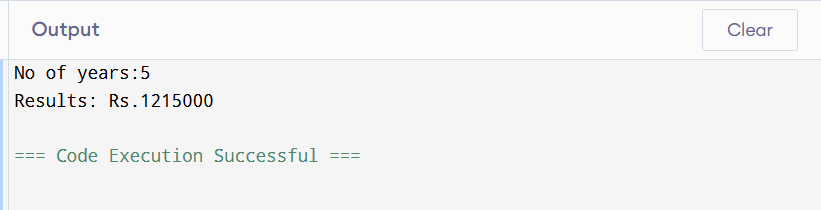 Output
Clear
No of years:5
Results: Rs.1215000
=== Code Execution Successful ===